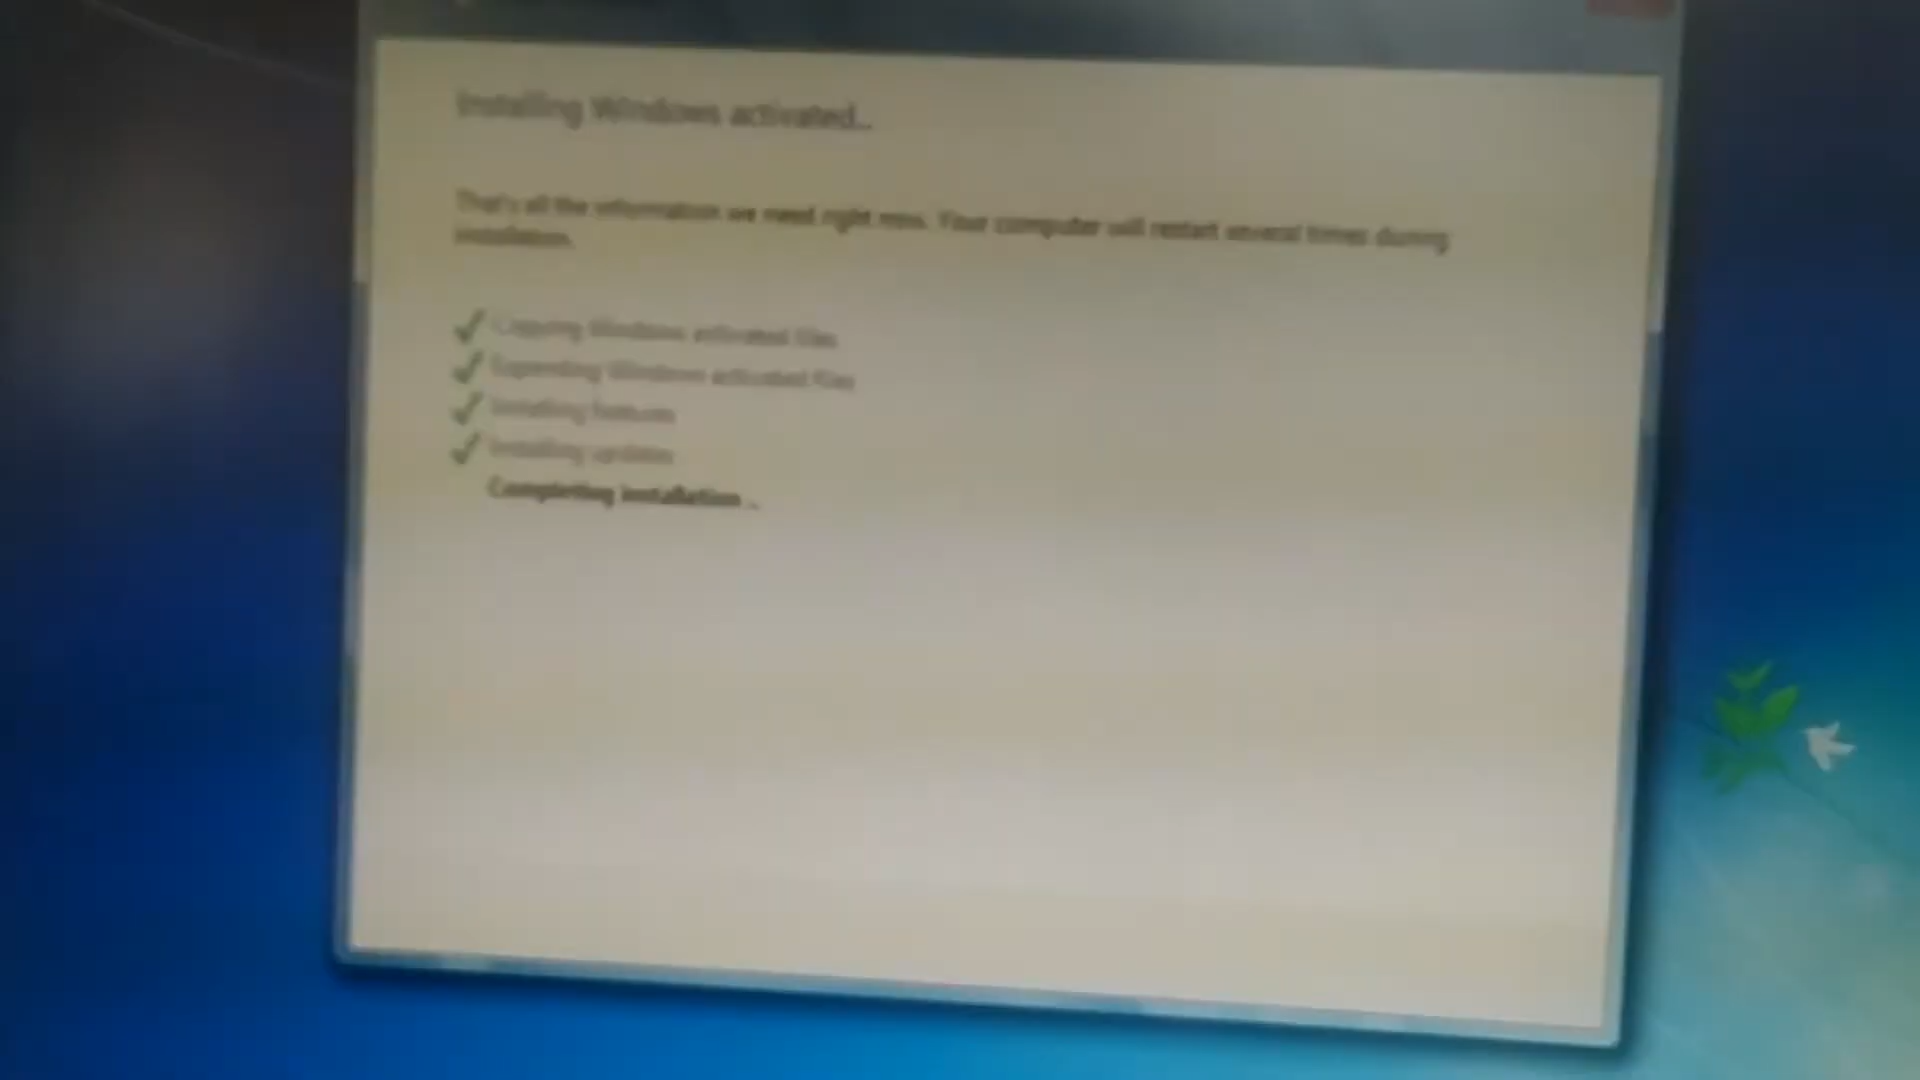 Installing Windows activated...
That's all the information we need right now. Your computer will restart several times during
installation.
Copying Windows activated files
Expanding Windows activated files
Installing features
Installing updates
Completing installation ...